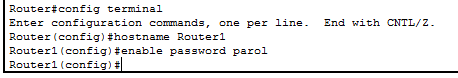 Router#config terminal
Enter configuration commands, one per line.  End with CNTL/Z.
Router(config)#hostname Router1
Router1(config)#enable password parol
Router1(config)#